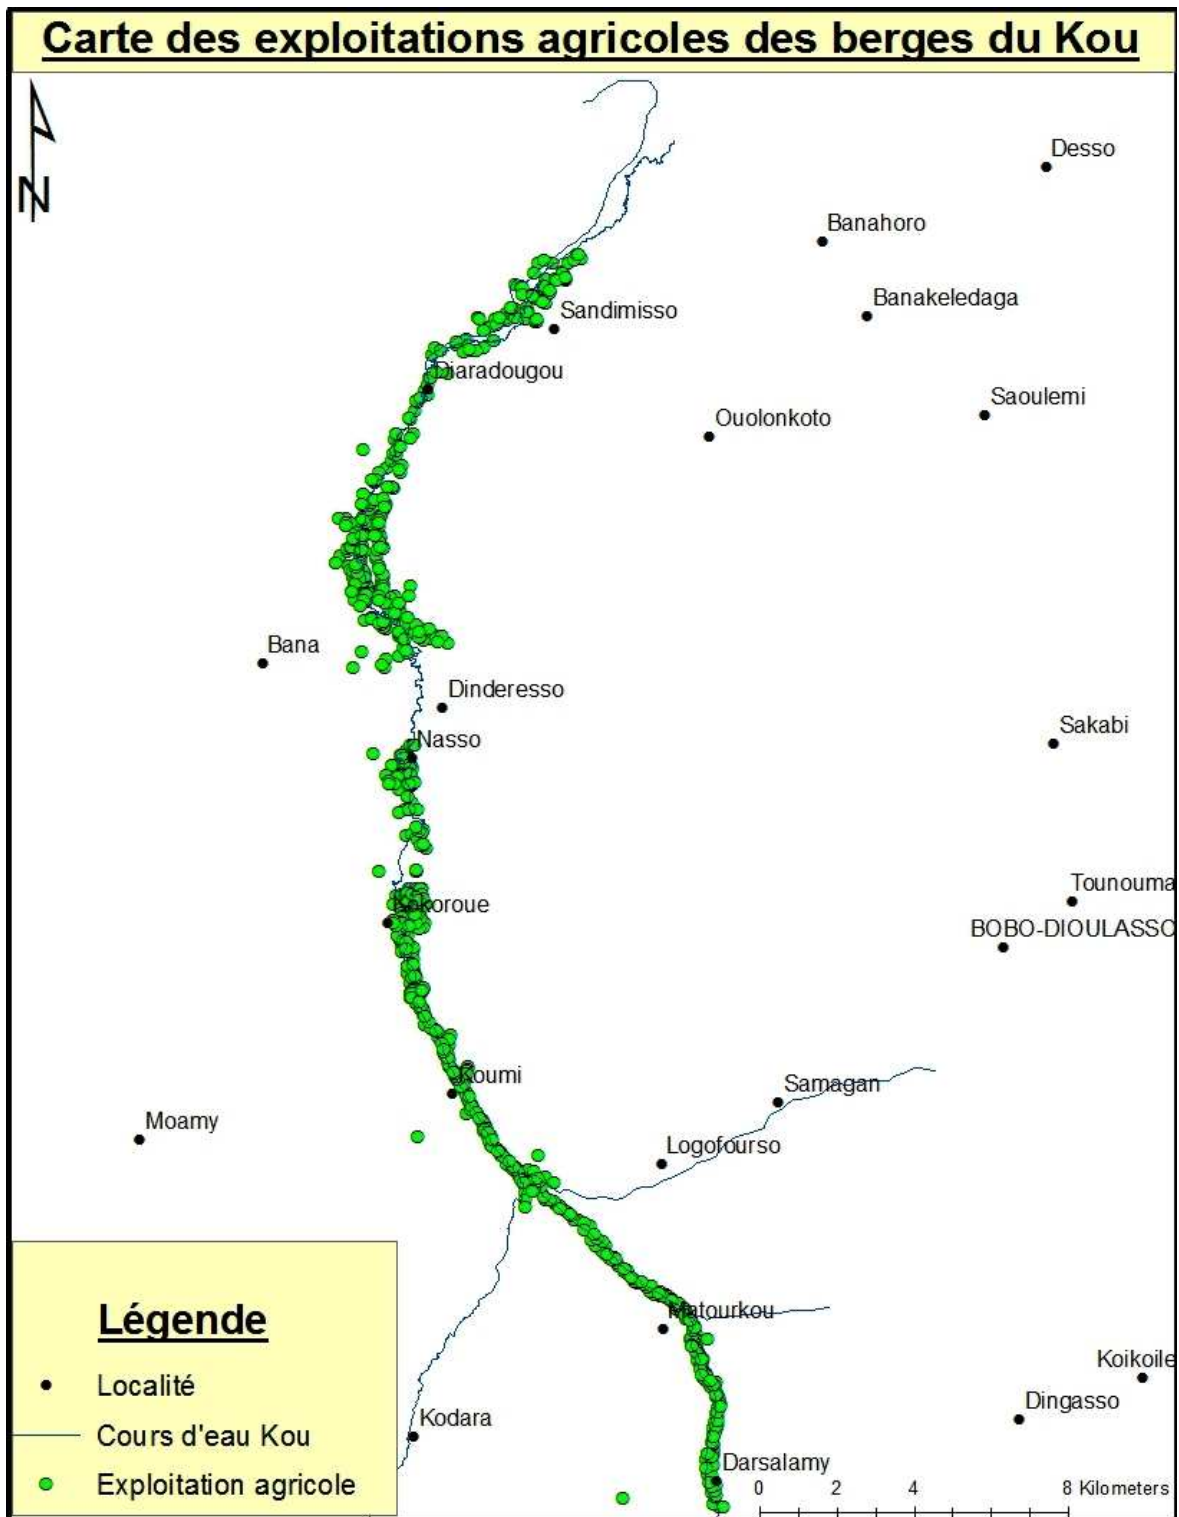 Carte des exploitations agricoles des berges du Kou
N
Desso
Banahoro
Banakeledaga
Sandimisso
Diaradougou
Saoulemi
Ouolonkoto
Bana
Dinderesso
Sakabi
Nasso
Tounouma
Kokoroue
BOBO-DIOULASSO
Koumi
Samagan
Moamy
Logofourso
Matourkou
Koikoile
Dingasso
Kodara
Darsalamy
0 2 4 8 Kilometers
Légende
Localité
Cours d'eau Kou
Exploitation agricole